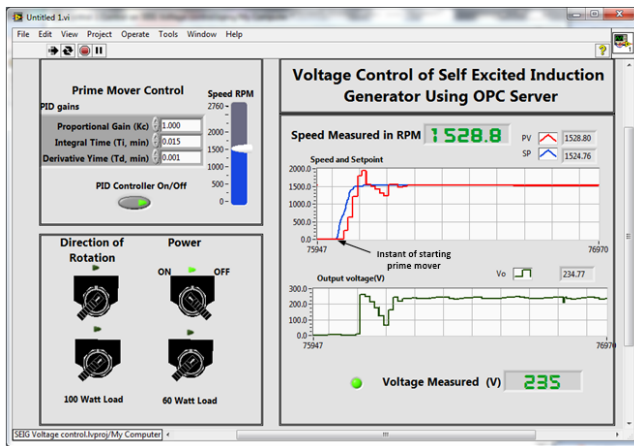 Untitled 1.vi
File Edit View Project Operate Tools Window Help
Prime Mover Control
PID gains
Proportional Gain (Kc) 1.000
Integral Time (Ti, min) 0.015
Derivative Yime (Td, min) 0.001
PID Controller On/Off
Speed RPM
2760
2000
1500
1000
500
0
Direction of Rotation
Power
ON OFF
100 Watt Load
60 Watt Load
Voltage Control of Self Excited Induction
Generator Using OPC Server
Speed Measured in RPM 1528.8
PV 1528.80
SP 1524.76
Speed and Setpoint
2000.0
1500.0
1000.0
500.0
0.0
75947 76970
Instant of starting
prime mover
Output voltage(V)
Vo 234.77
300.0
200.0
100.0
0.0
75947 76970
Voltage Measured (V) 235
SEIG Voltage control.lvproj/My Computer